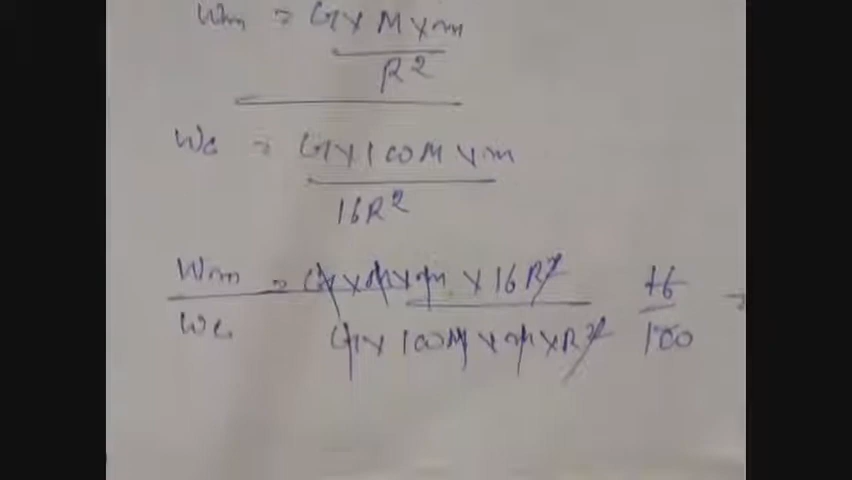 Wm = G x M x m
R2
We = G x 100M x m
16R2
Wm = G x M x m x 16R2 16 =
We G x 100M x m x R2 100